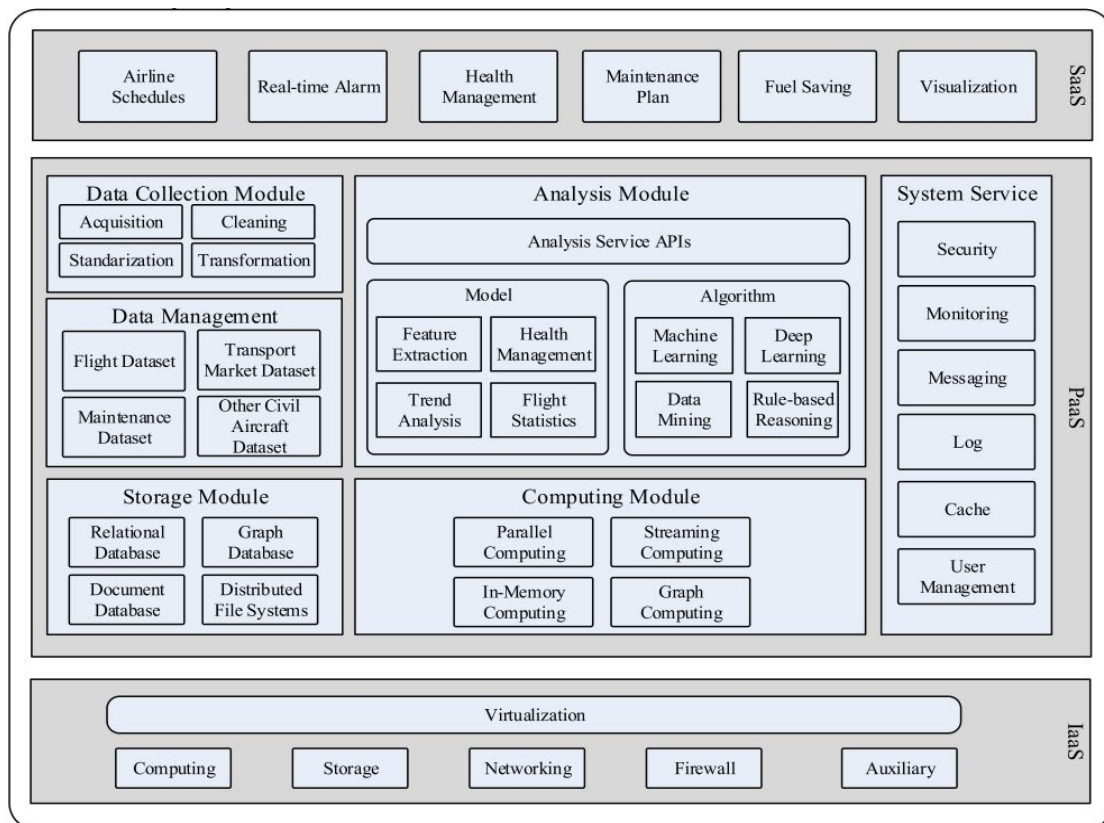 Airline
Schedules
Real-time Alarm
Health
Management
Maintenance
Plan
Fuel Saving
Visualization
SaaS
Data Collection Module
Acquisition
Cleaning
Standarization
Transformation
Data Management
Flight Dataset
Transport
Market Dataset
Maintenance
Dataset
Other Civil
Aircraft
Dataset
Storage Module
Relational
Database
Graph
Database
Document
Database
Distributed
File Systems
Analysis Module
Analysis Service APIs
Model
Feature
Extraction
Health
Management
Trend
Analysis
Flight
Statistics
Algorithm
Machine
Learning
Deep
Learning
Data
Mining
Rule-based
Reasoning
Computing Module
Parallel
Computing
Streaming
Computing
In-Memory
Computing
Graph
Computing
System Service
Security
Monitoring
Messaging
Log
Cache
User
Management
PaaS
Virtualization
Computing
Storage
Networking
Firewall
Auxiliary
IaaS